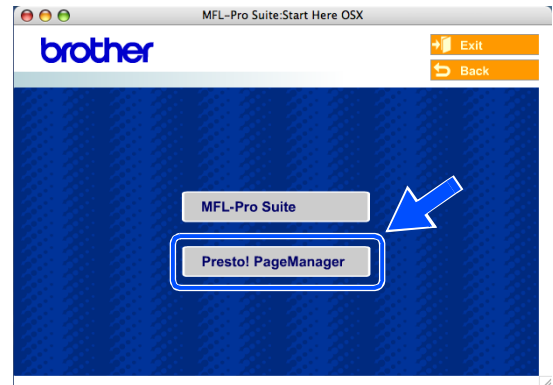 MFL-Pro Suite:Start Here OSX
brother
Exit
Back
MFL-Pro Suite
Presto! PageManager